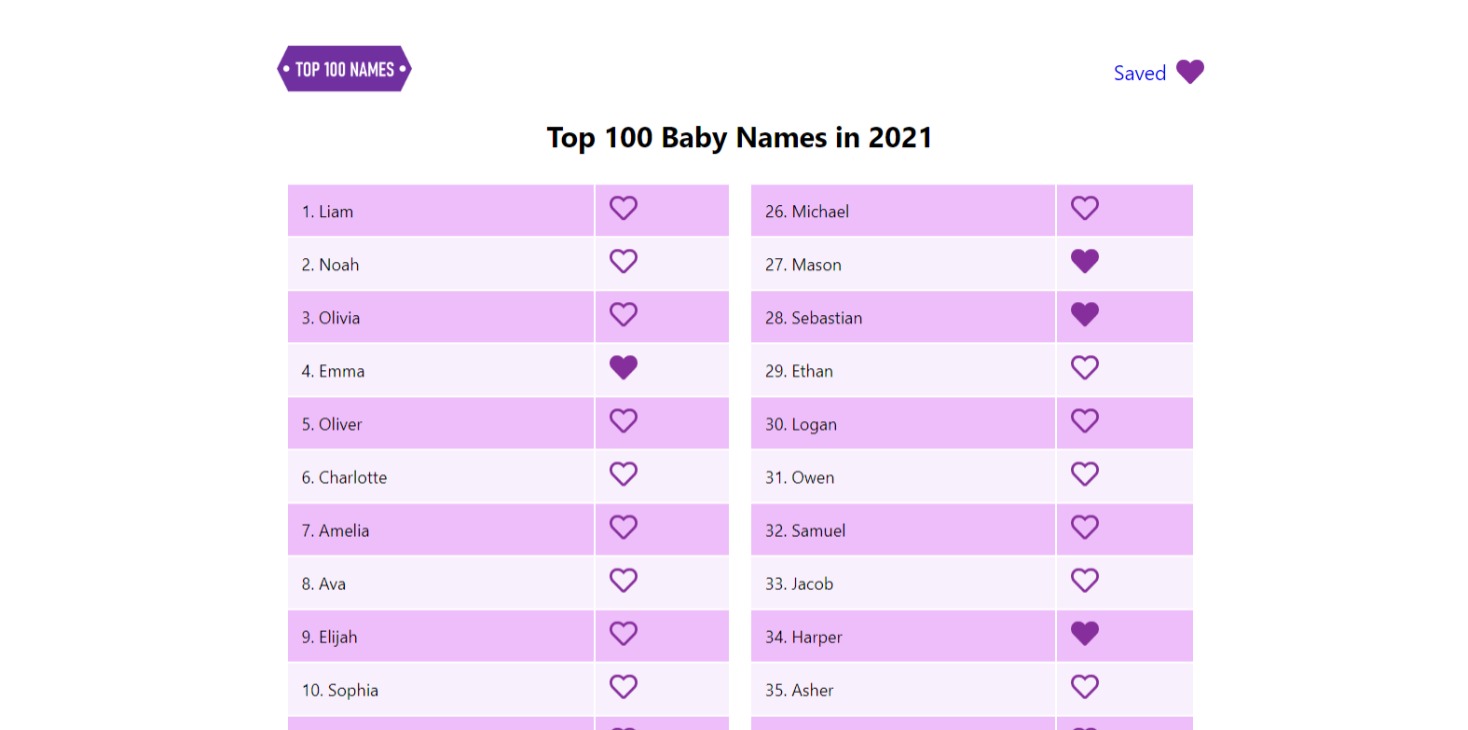 TOP 100 NAMES
Saved
Top 100 Baby Names in 2021
1. Liam
2. Noah
3. Olivia
4. Emma
5. Oliver
6. Charlotte
7. Amelia
8. Ava
9. Elijah
10. Sophia
26. Michael
27. Mason
28. Sebastian
29. Ethan
30. Logan
31. Owen
32. Samuel
33. Jacob
34. Harper
35. Asher